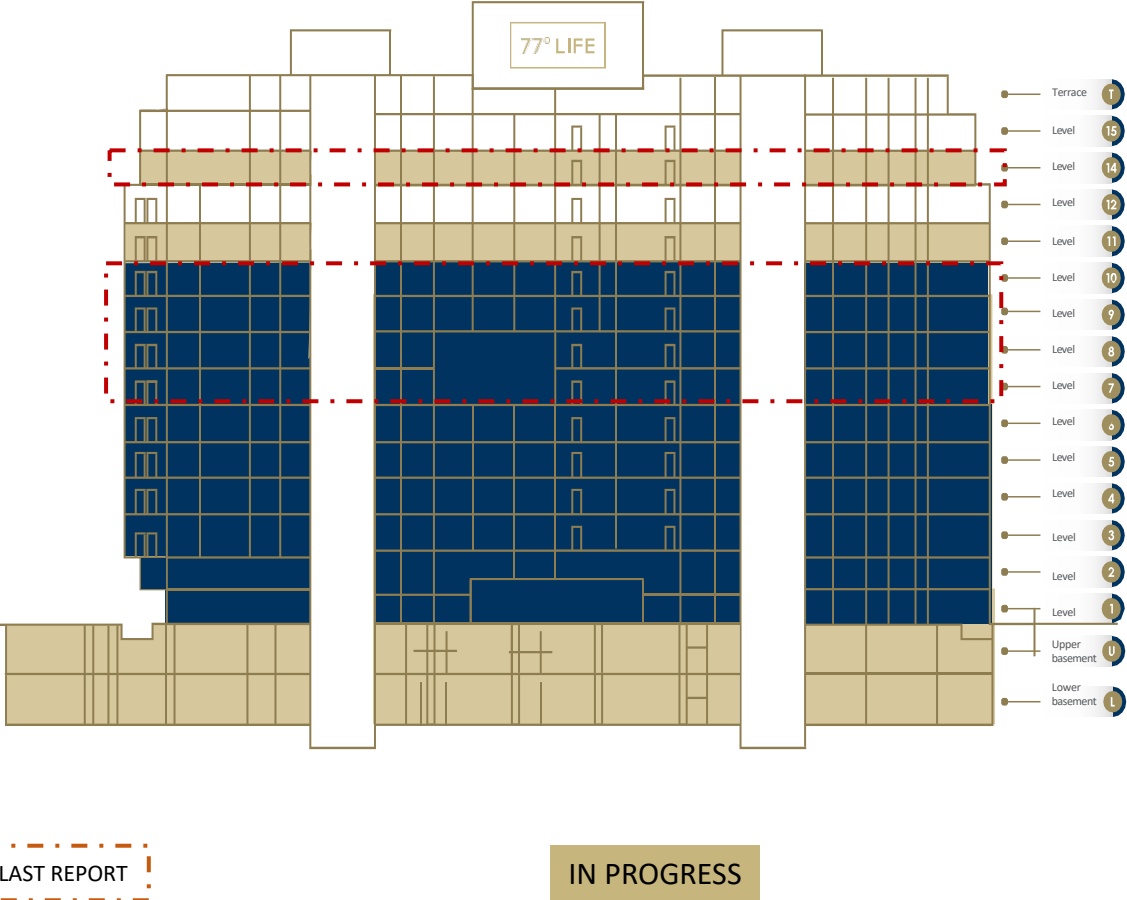 77° LIFE
Terrace T
Level 15
Level 14
Level 12
Level 11
Level 10
Level 9
Level 8
Level 7
Level 6
Level 5
Level 4
Level 3
Level 2
Level 1
Upper
basement U
Lower
basement L
LAST REPORT
IN PROGRESS